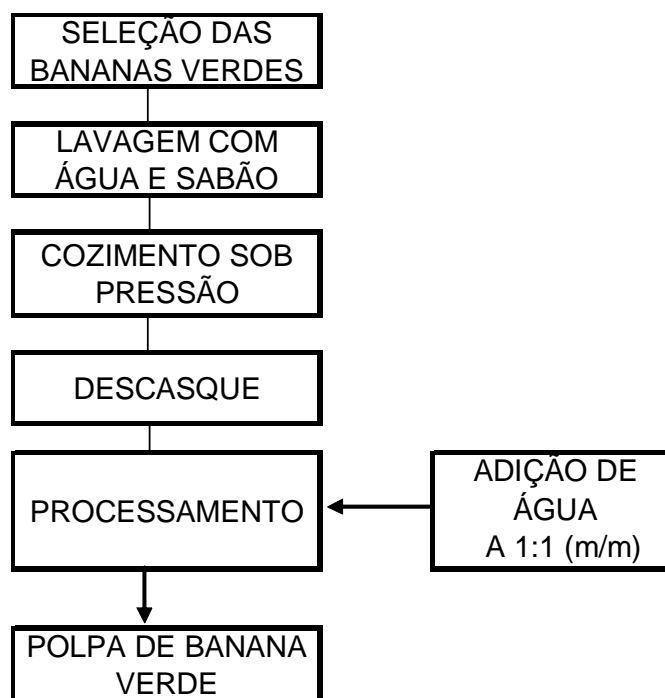 SELEÇÃO DAS
BANANAS VERDES
LAVAGEM COM
ÁGUA E SABÃO
COZIMENTO SOB
PRESSÃO
DESCASQUE
PROCESSAMENTO
ADIÇÃO DE
ÁGUA
A 1:1 (m/m)
POLPA DE BANANA
VERDE